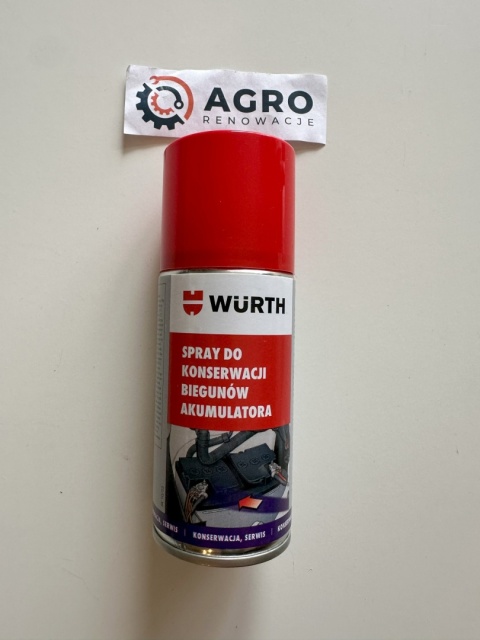 AGRO
RENOWACJE
WÜRTH
SPRAY DO
KONSERWACJI
BIEGUNÓW
AKUMULATORA
KONSERWACJA, SERWIS